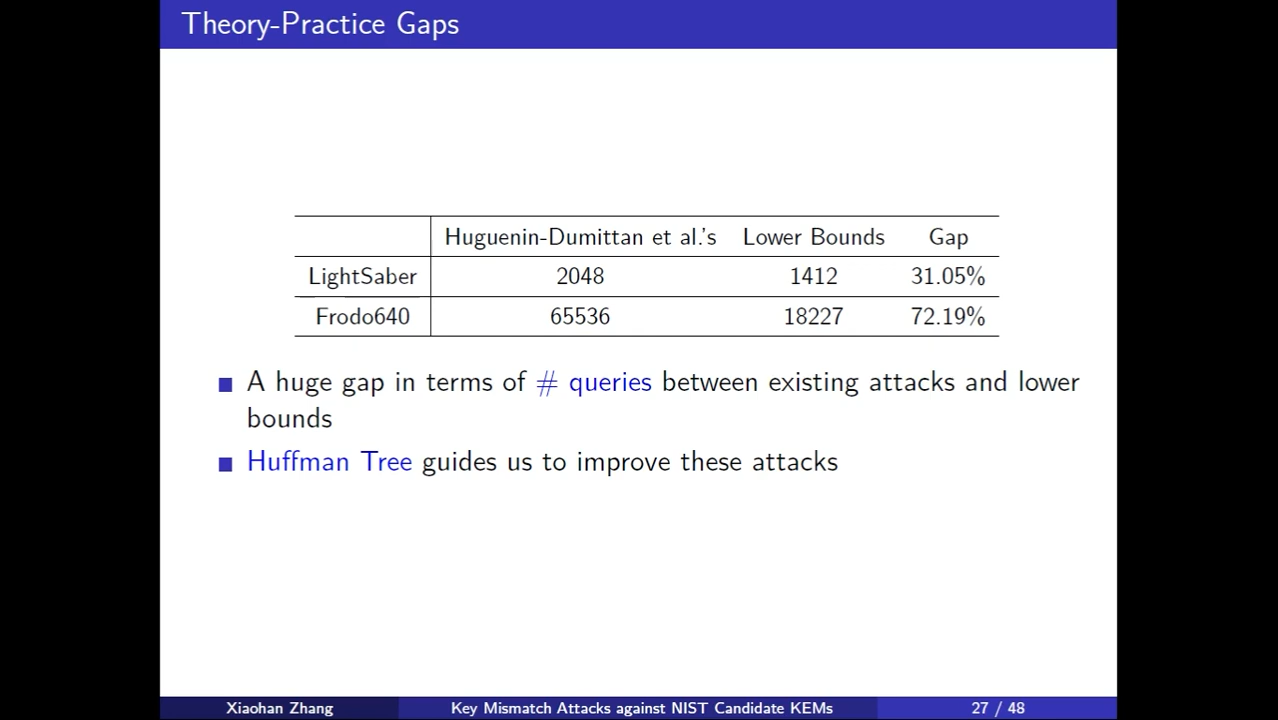 Theory-Practice Gaps
Huguenin-Dumittan et al.'s Lower Bounds Gap
LightSaber 2048 1412 31.05%
Frodo640 65536 18227 72.19%
A huge gap in terms of # queries between existing attacks and lower
bounds
Huffman Tree guides us to improve these attacks
Xiaohan Zhang Key Mismatch Attacks against NIST Candidate KEMs 27 / 48